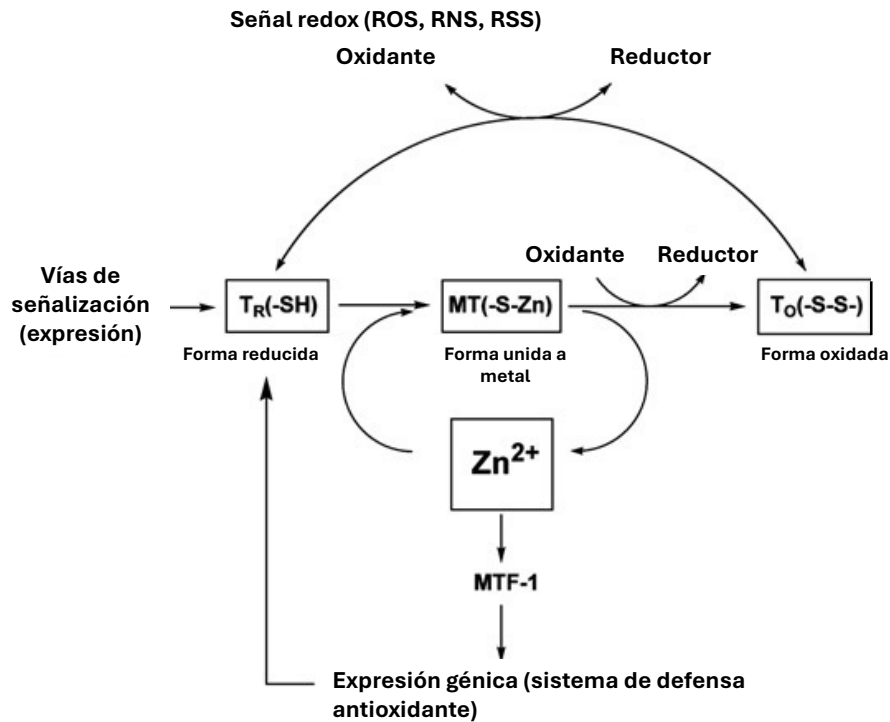 Señal redox (ROS, RNS, RSS)
Oxidante
Reductor
Vías de
señalización
(expresión)
TR(-SH)
Forma reducida
MT(-S-Zn)
Forma unida a
metal
Oxidante
Reductor
TO(-S-S-)
Forma oxidada
Zn2+
MTF-1
Expresión génica (sistema de defensa
antioxidante)